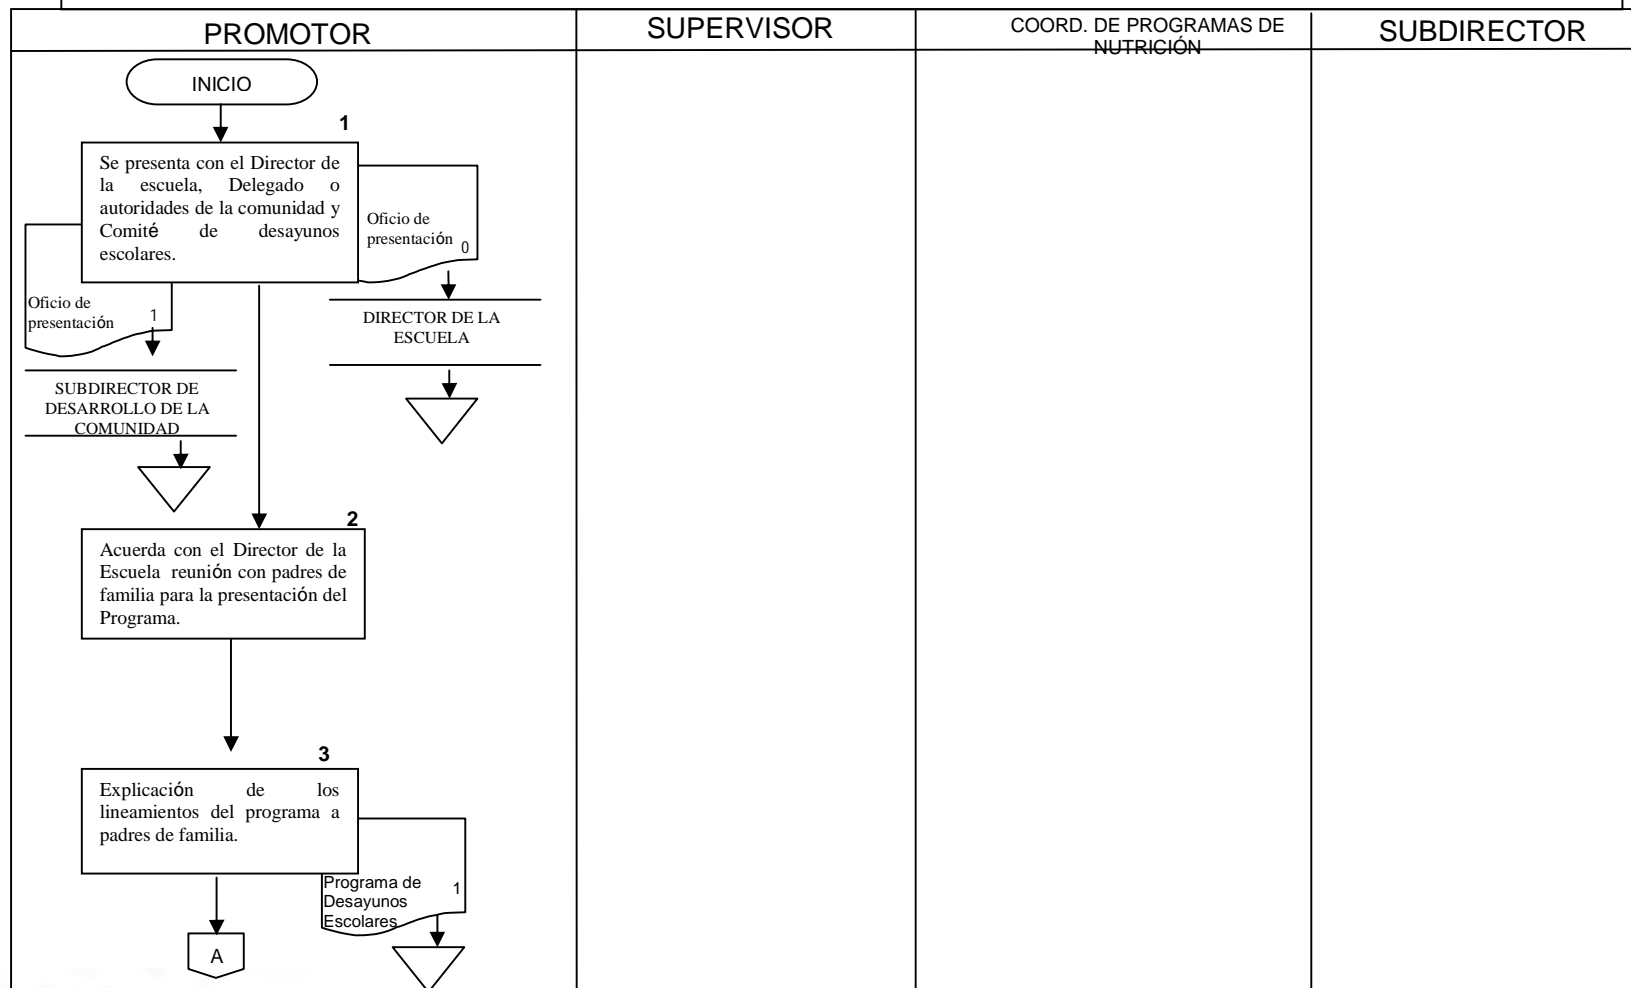 PROMOTOR
SUPERVISOR
COORD. DE PROGRAMAS DE
NUTRICIÓN
SUBDIRECTOR
INICIO
1
Se presenta con el Director de
la escuela, Delegado o
autoridades de la comunidad y
Comité de desayunos
escolares.
Oficio de
presentación 0
Oficio de
presentación 1
DIRECTOR DE LA
ESCUELA
SUBDIRECTOR DE
DESARROLLO DE LA
COMUNIDAD
2
Acuerda con el Director de la
Escuela reunión con padres de
familia para la presentación del
Programa.
3
Explicación de los
lineamientos del programa a
padres de familia.
Programa de 1
Desayunos
Escolares
A